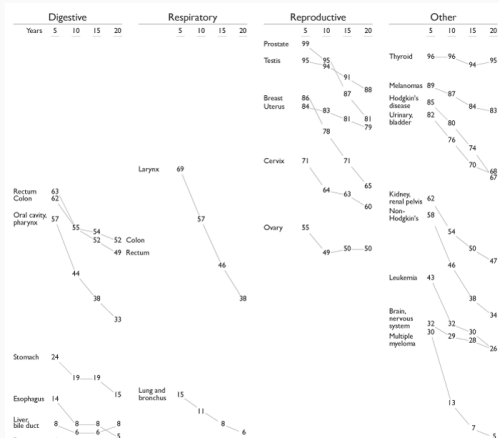 Digestive
Years 5 10 15 20
Rectum 63
Colon 62
Oral cavity, 57
pharynx
55 54
52 52 Colon
49 Rectum
44
38
33
Stomach 24
19 19
15
Esophagus 14
Liver, 8 8 8 8
bile duct
6 6
5
Respiratory
5 10 15 20
Larynx 69
57
46
38
Lung and
bronchus 15
11
8
6
Reproductive
5 10 15 20
Prostate 99
Testis 95 95
94
91
88
Breast 86 87
Uterus 84 83
81 81
79
78
Cervix 71 71
65
64 63
60
Ovary 55
49 50 50
Other
5 10 15 20
Thyroid 96 96 94 95
Melanomas 89 87 84 83
Hodgkin's 85
disease 80
Urinary, 82
bladder
76 74
70
68
67
Kidney, 62
renal pelvis
Non- 58
Hodgkin's
54
50
47
46
Leukemia 43
38
34
Brain,
nervous
system 32 32 30
Multiple 30 29 28
myeloma
26
13
7
5